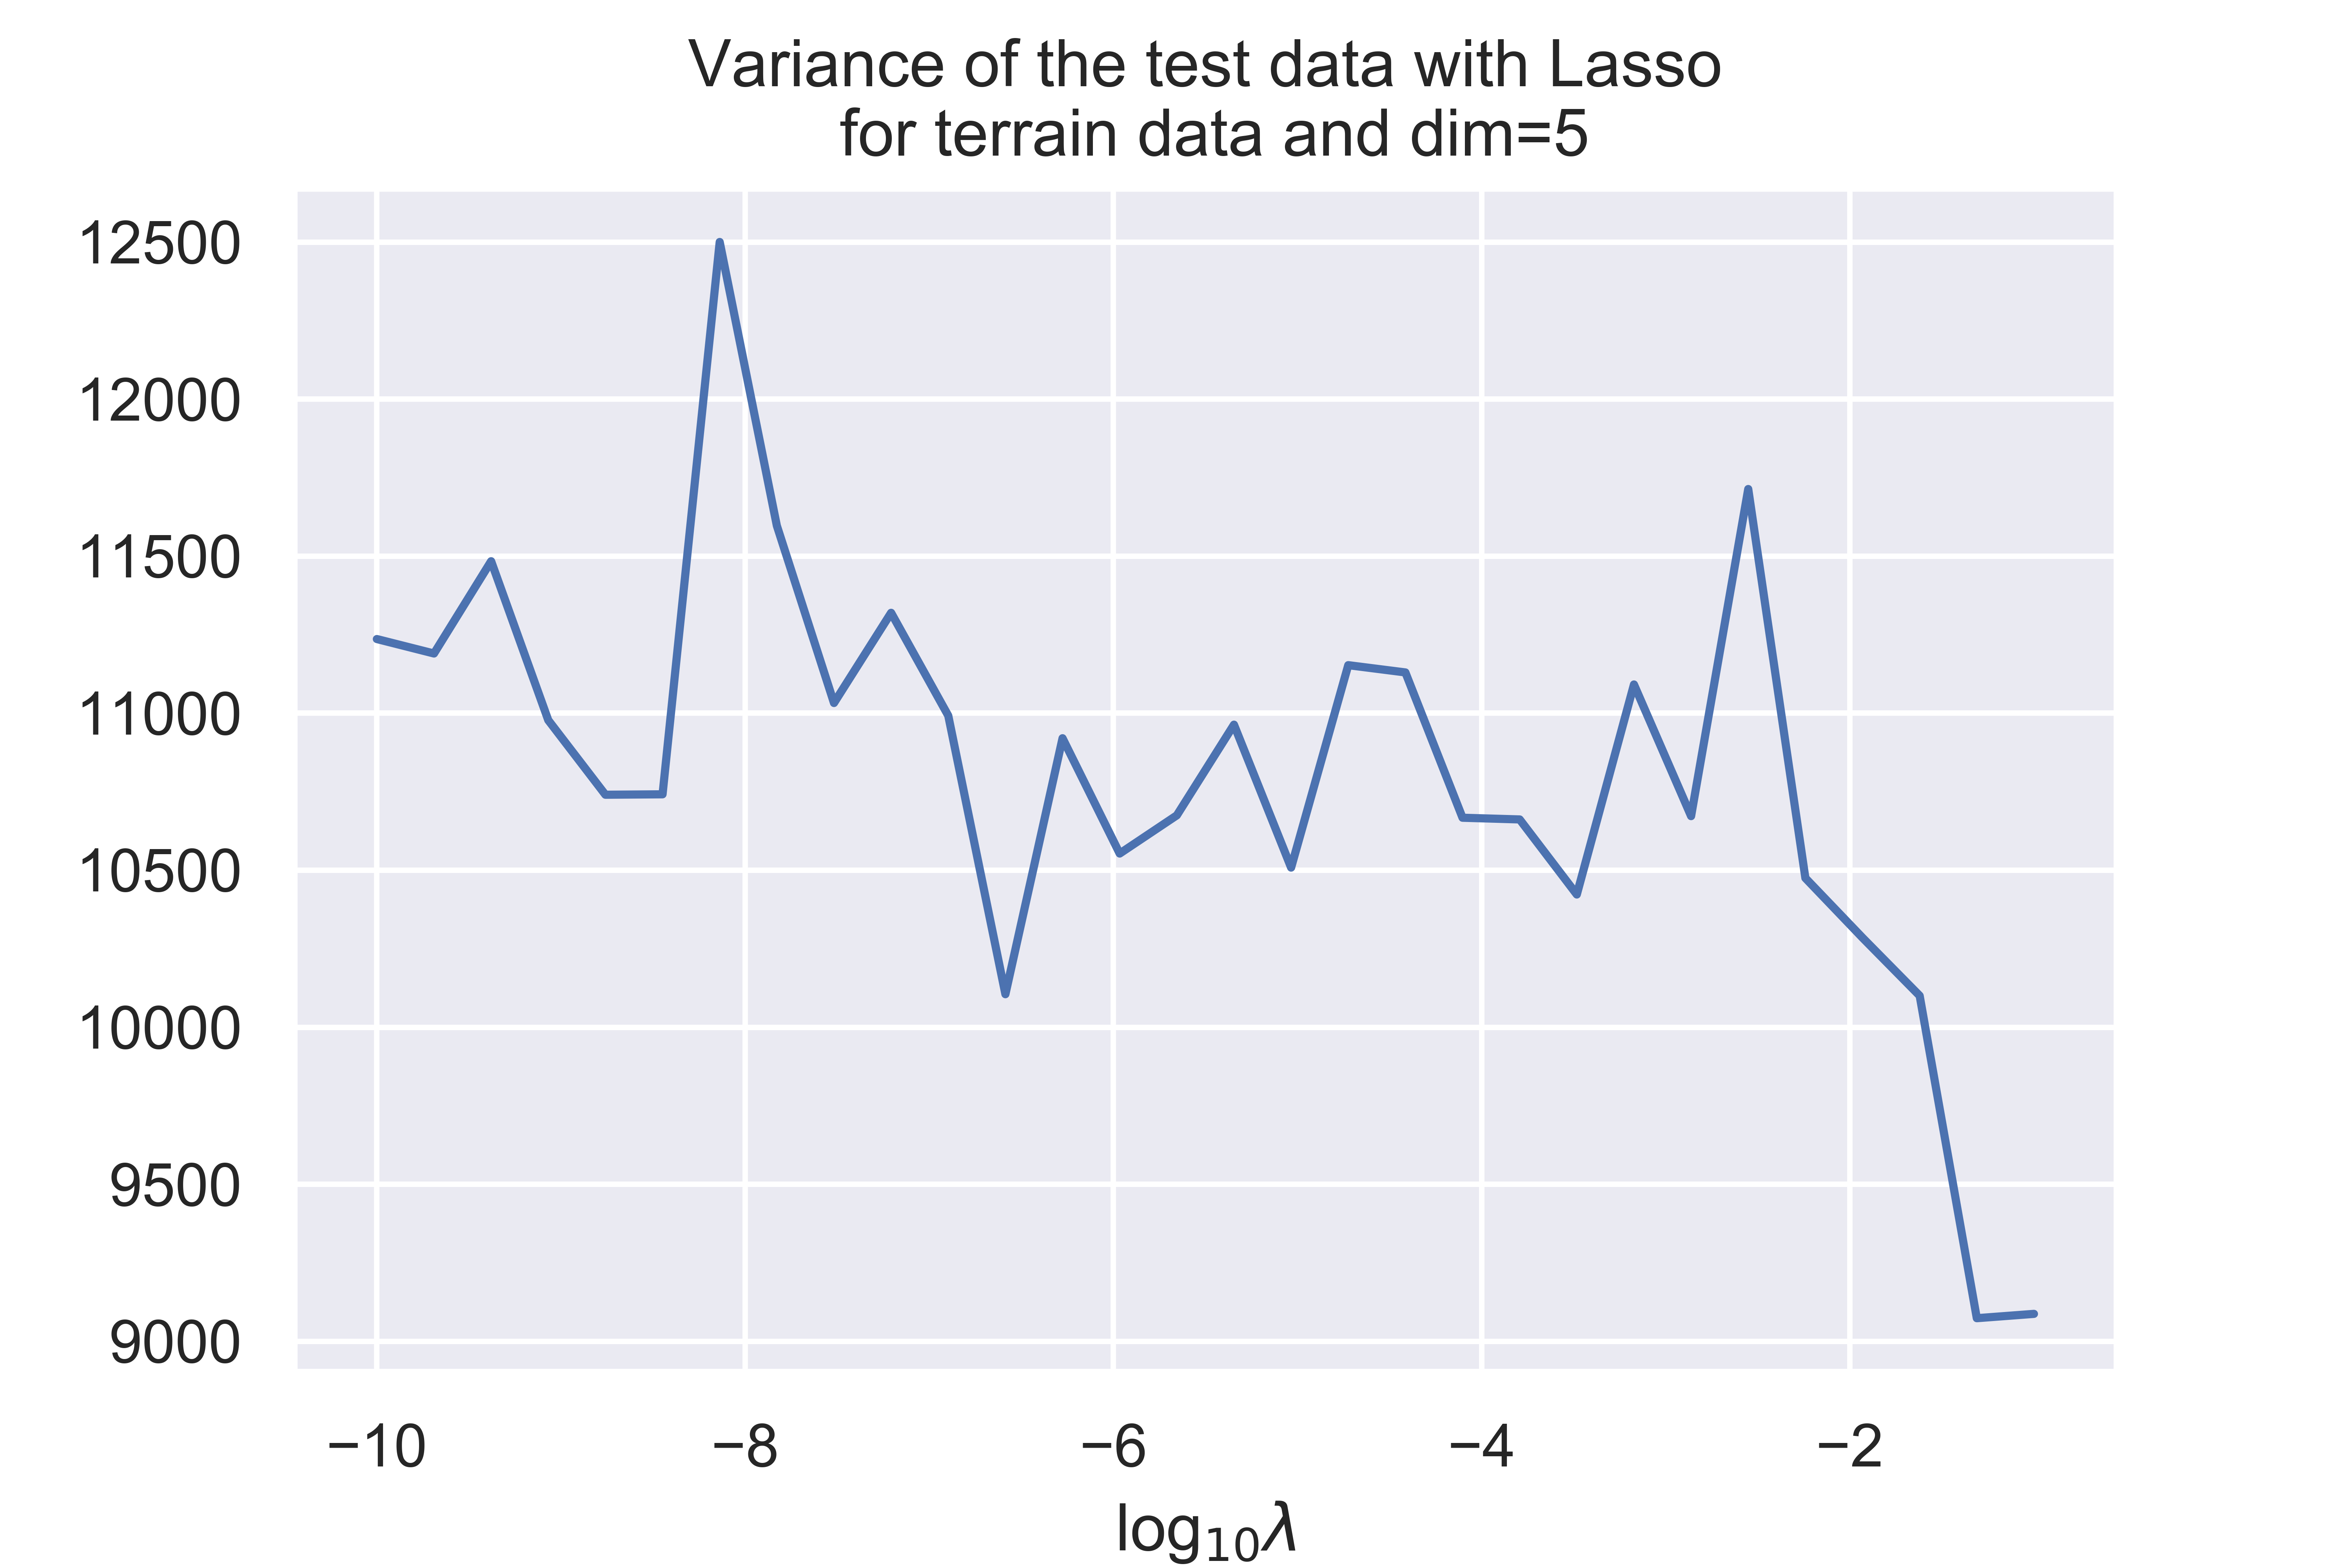 Variance of the test data with Lasso
for terrain data and dim=5
12500
12000
11500
11000
10500
10000
9500
9000
−10 −8 −6 −4 −2
log₁₀λ